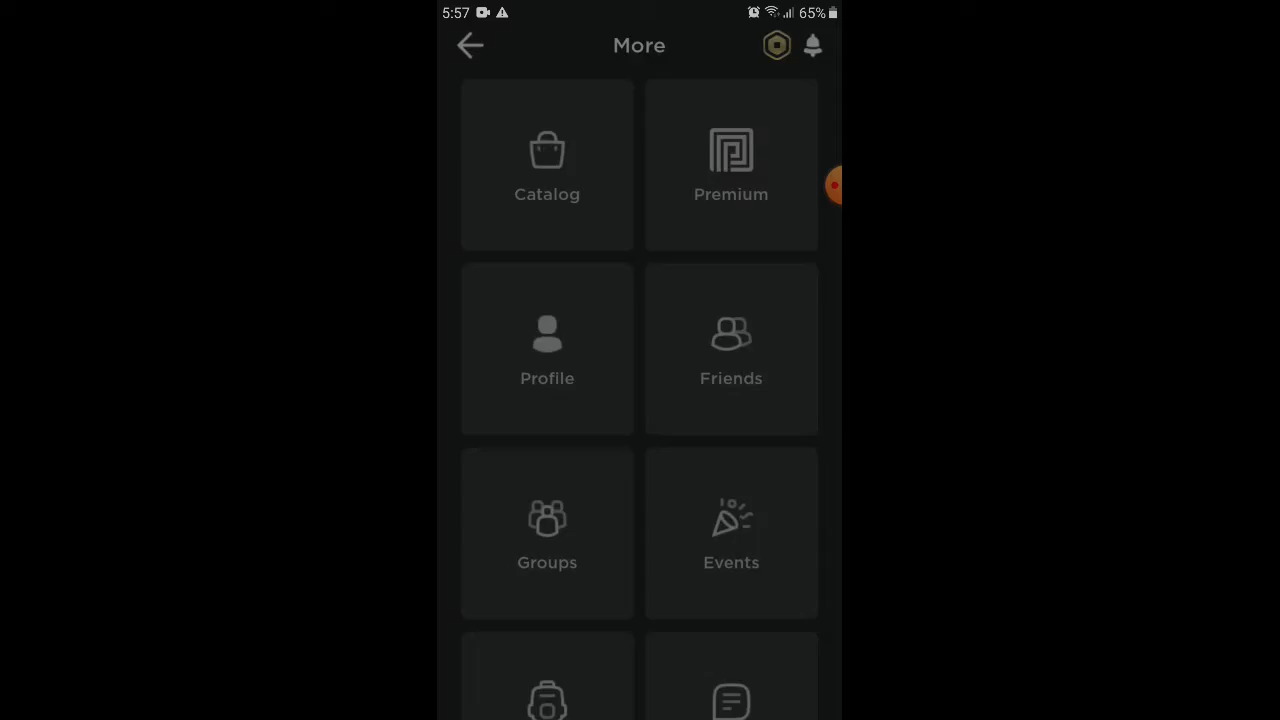 5:57 65%
More
Catalog Premium
Profile Friends
Groups Events